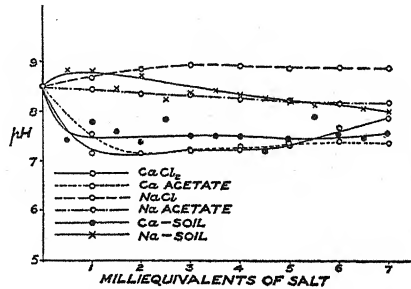 9
8
pH
7
6
5
CaCl₂
Ca ACETATE
NaCl
Na ACETATE
Ca-SOIL
Na-SOIL
1 2 3 4 5 6 7
MILLIEQUIVALENTS OF SALT